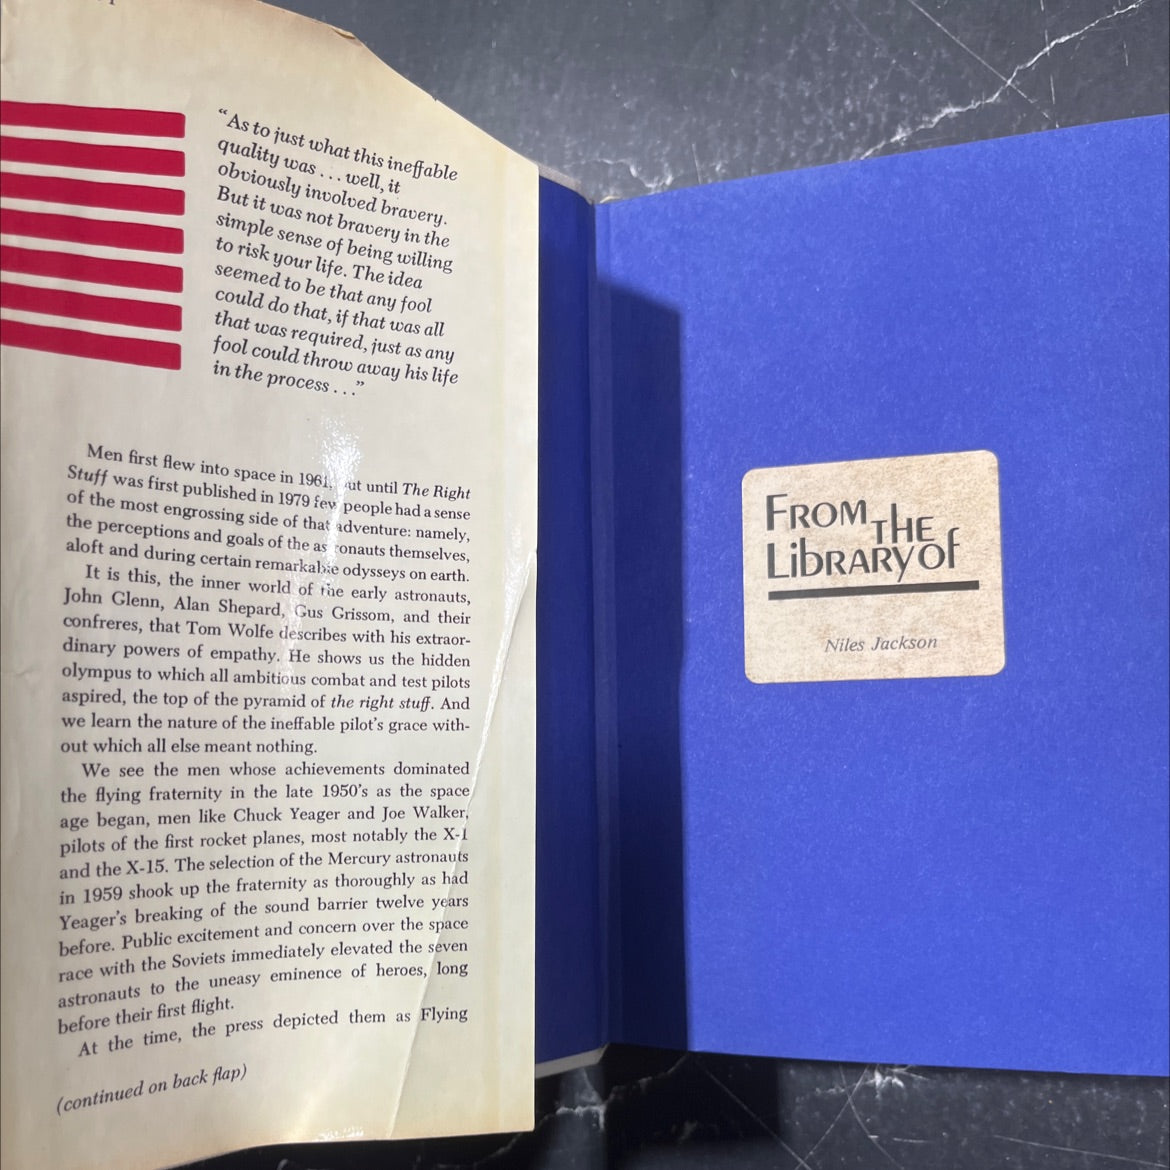 “As to just what this ineffable
quality was . . . well, it
obviously involved bravery.
But it was not bravery in the
simple sense of being willing
to risk your life. The idea
seemed to be that any fool
could do that, if that was all
that was required, just as any
fool could throw away his life
in the process . . .”
Men first flew into space in 1961, but until The Right
Stuff was first published in 1979 few people had a sense
of the most engrossing side of that adventure: namely,
the perceptions and goals of the astronauts themselves,
aloft and during certain remarkable odysseys on earth.
It is this, the inner world of the early astronauts,
John Glenn, Alan Shepard, Gus Grissom, and their
confreres, that Tom Wolfe describes with his extraor-
dinary powers of empathy. He shows us the hidden
olympus to which all ambitious combat and test pilots
aspired, the top of the pyramid of the right stuff. And
we learn the nature of the ineffable pilot’s grace with-
out which all else meant nothing.
We see the men whose achievements dominated
the flying fraternity in the late 1950’s as the space
age began, men like Chuck Yeager and Joe Walker,
pilots of the first rocket planes, most notably the X-1
and the X-15. The selection of the Mercury astronauts
in 1959 shook up the fraternity as thoroughly as had
Yeager’s breaking of the sound barrier twelve years
before. Public excitement and concern over the space
race with the Soviets immediately elevated the seven
astronauts to the uneasy eminence of heroes, long
before their first flight.
At the time, the press depicted them as Flying
(continued on back flap)
FROM THE
LibRARY of
Niles Jackson